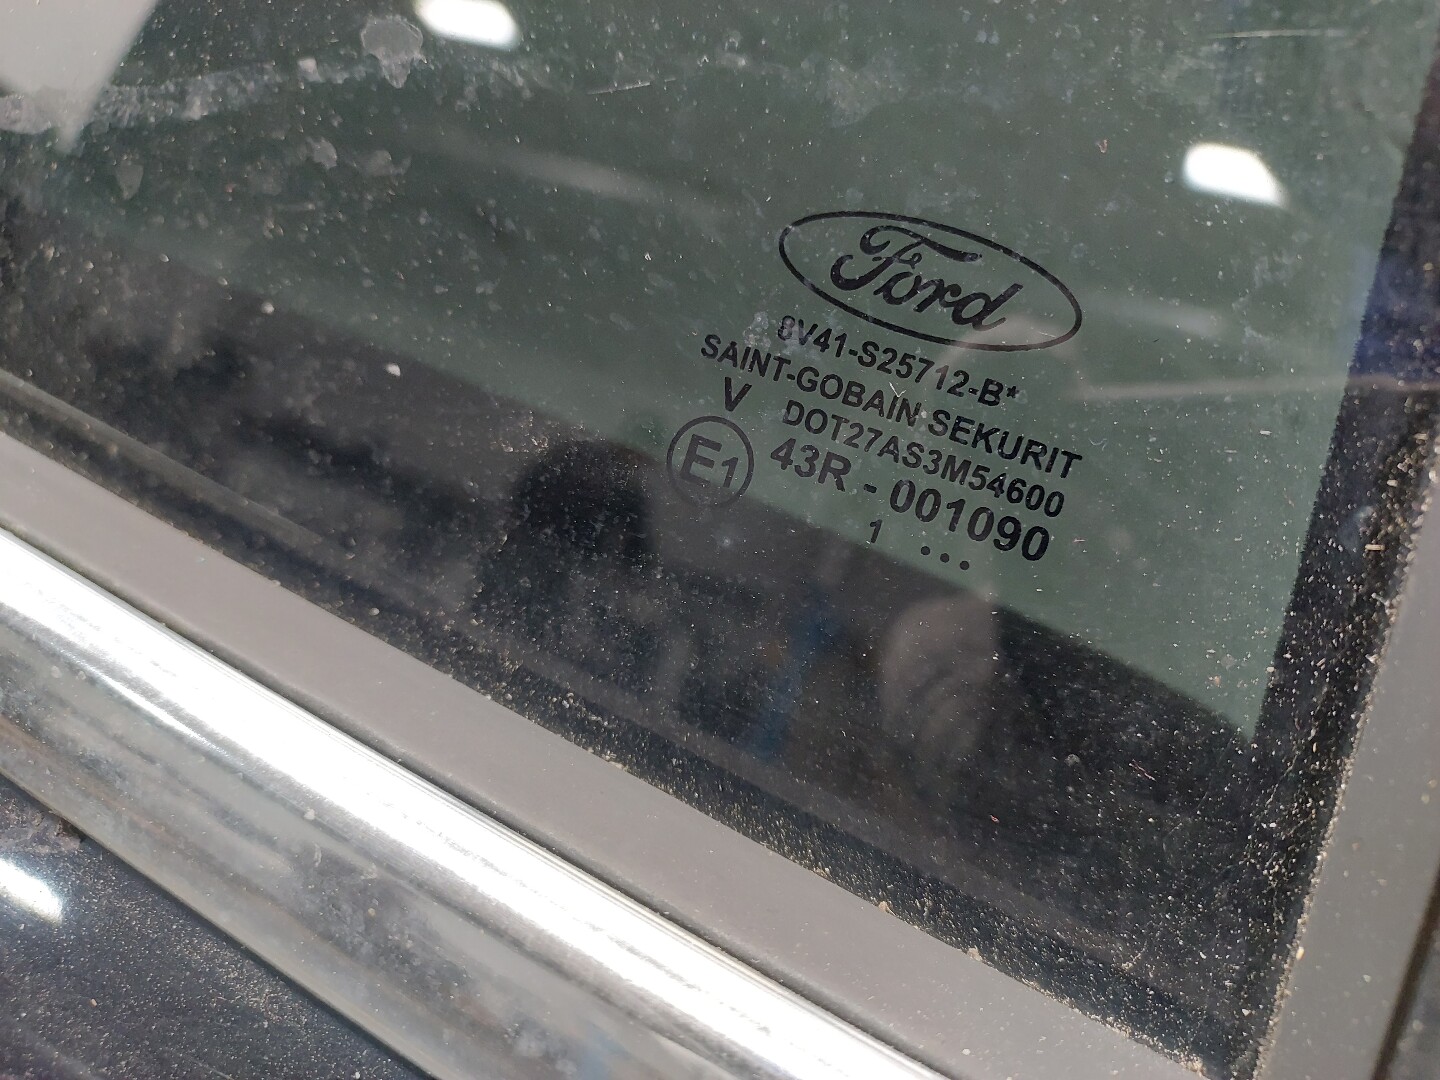 Ford
8V41-S25712-B*
SAINT-GOBAIN SEKURIT
V DOT27AS3M54600
E1 43R - 001090
1 ...